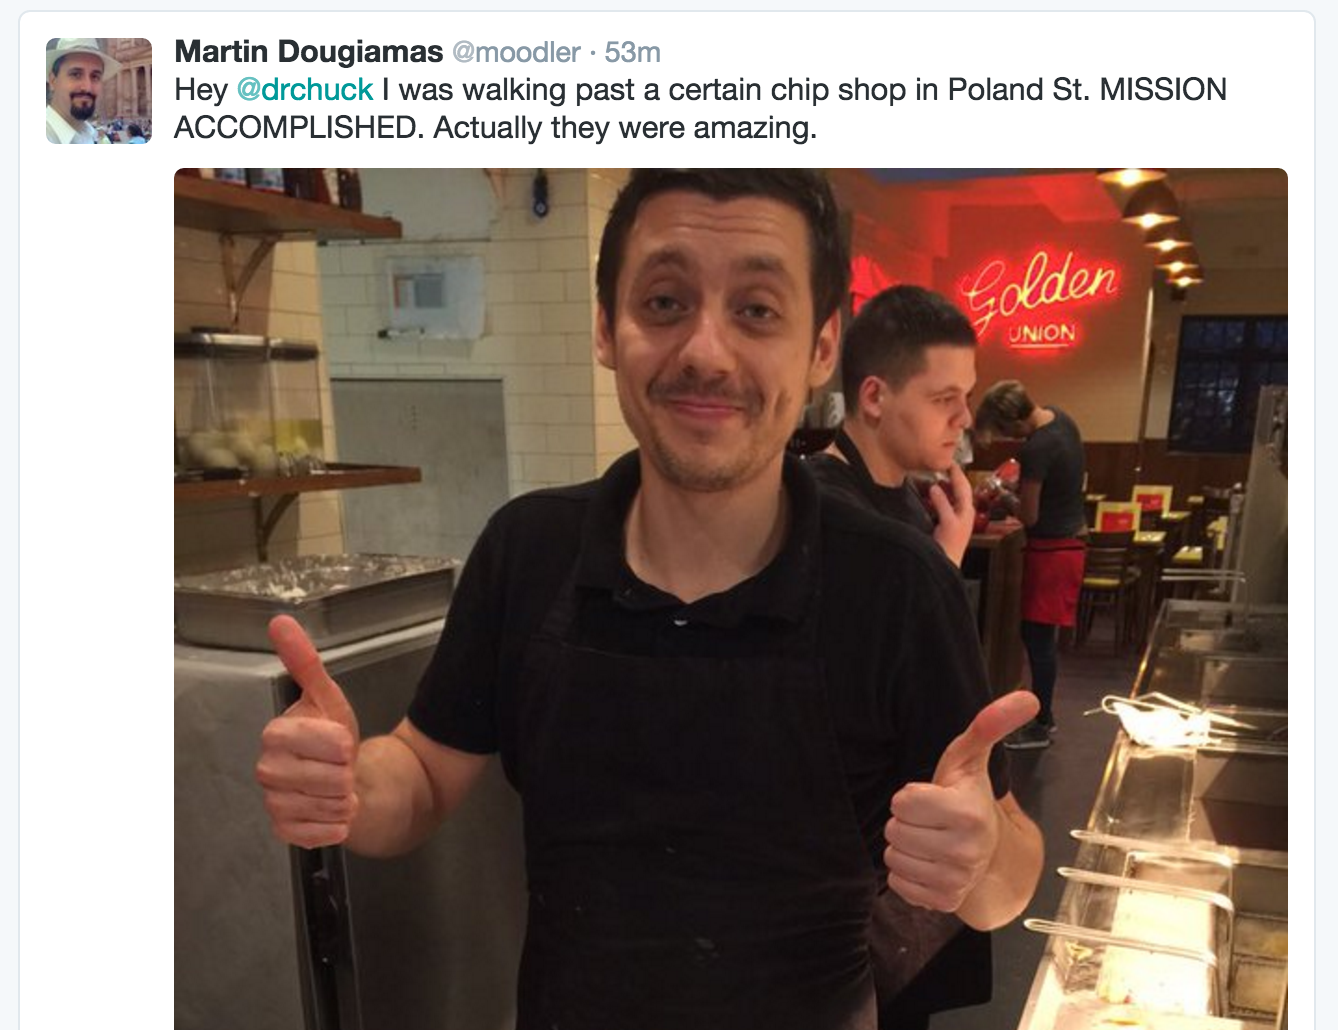 Martin Dougiamas @moodler · 53m
Hey @drchuck I was walking past a certain chip shop in Poland St. MISSION
ACCOMPLISHED. Actually they were amazing.
Golden
UNION